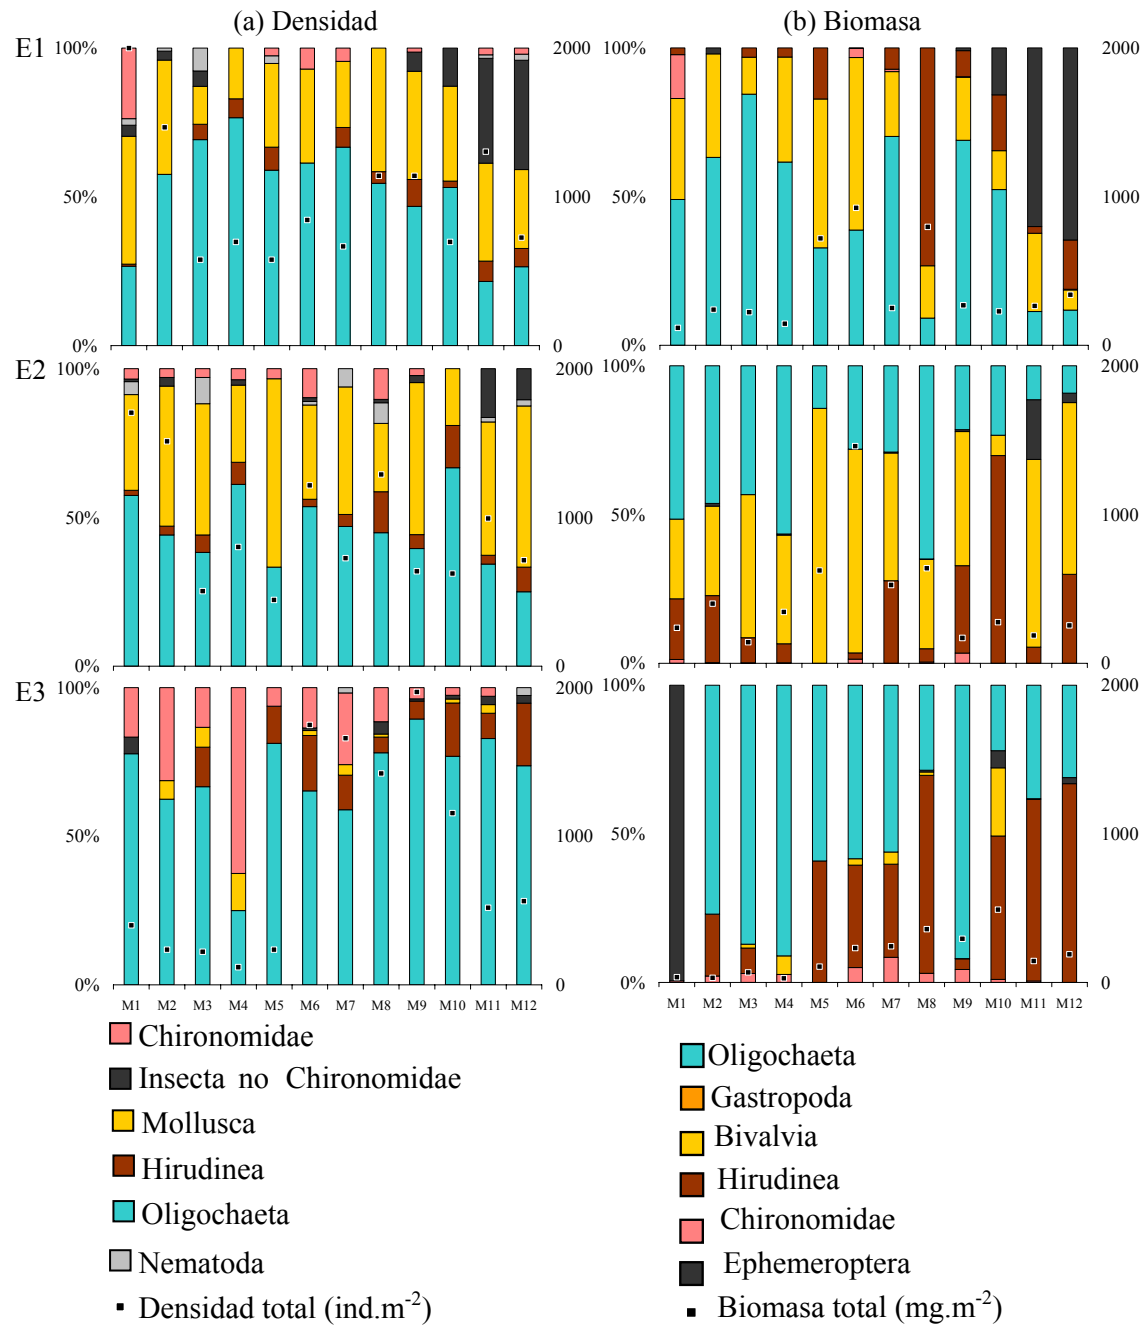 (a) Densidad (b) Biomasa
E1 100% 2000 100% 2000
50% 1000 50% 1000
0% 0 0% 0
E2 100% 2000 100% 2000
50% 1000 50% 1000
0% 0 0% 0
E3 100% 2000 100% 2000
50% 1000 50% 1000
0% 0 0% 0
M1 M2 M3 M4 M5 M6 M7 M8 M9 M10 M11 M12 M1 M2 M3 M4 M5 M6 M7 M8 M9 M10 M11 M12
Chironomidae
Insecta no Chironomidae
Mollusca
Hirudinea
Oligochaeta
Nematoda
Densidad total (ind.m-2)
Oligochaeta
Gastropoda
Bivalvia
Hirudinea
Chironomidae
Ephemeroptera
Biomasa total (mg.m-2)